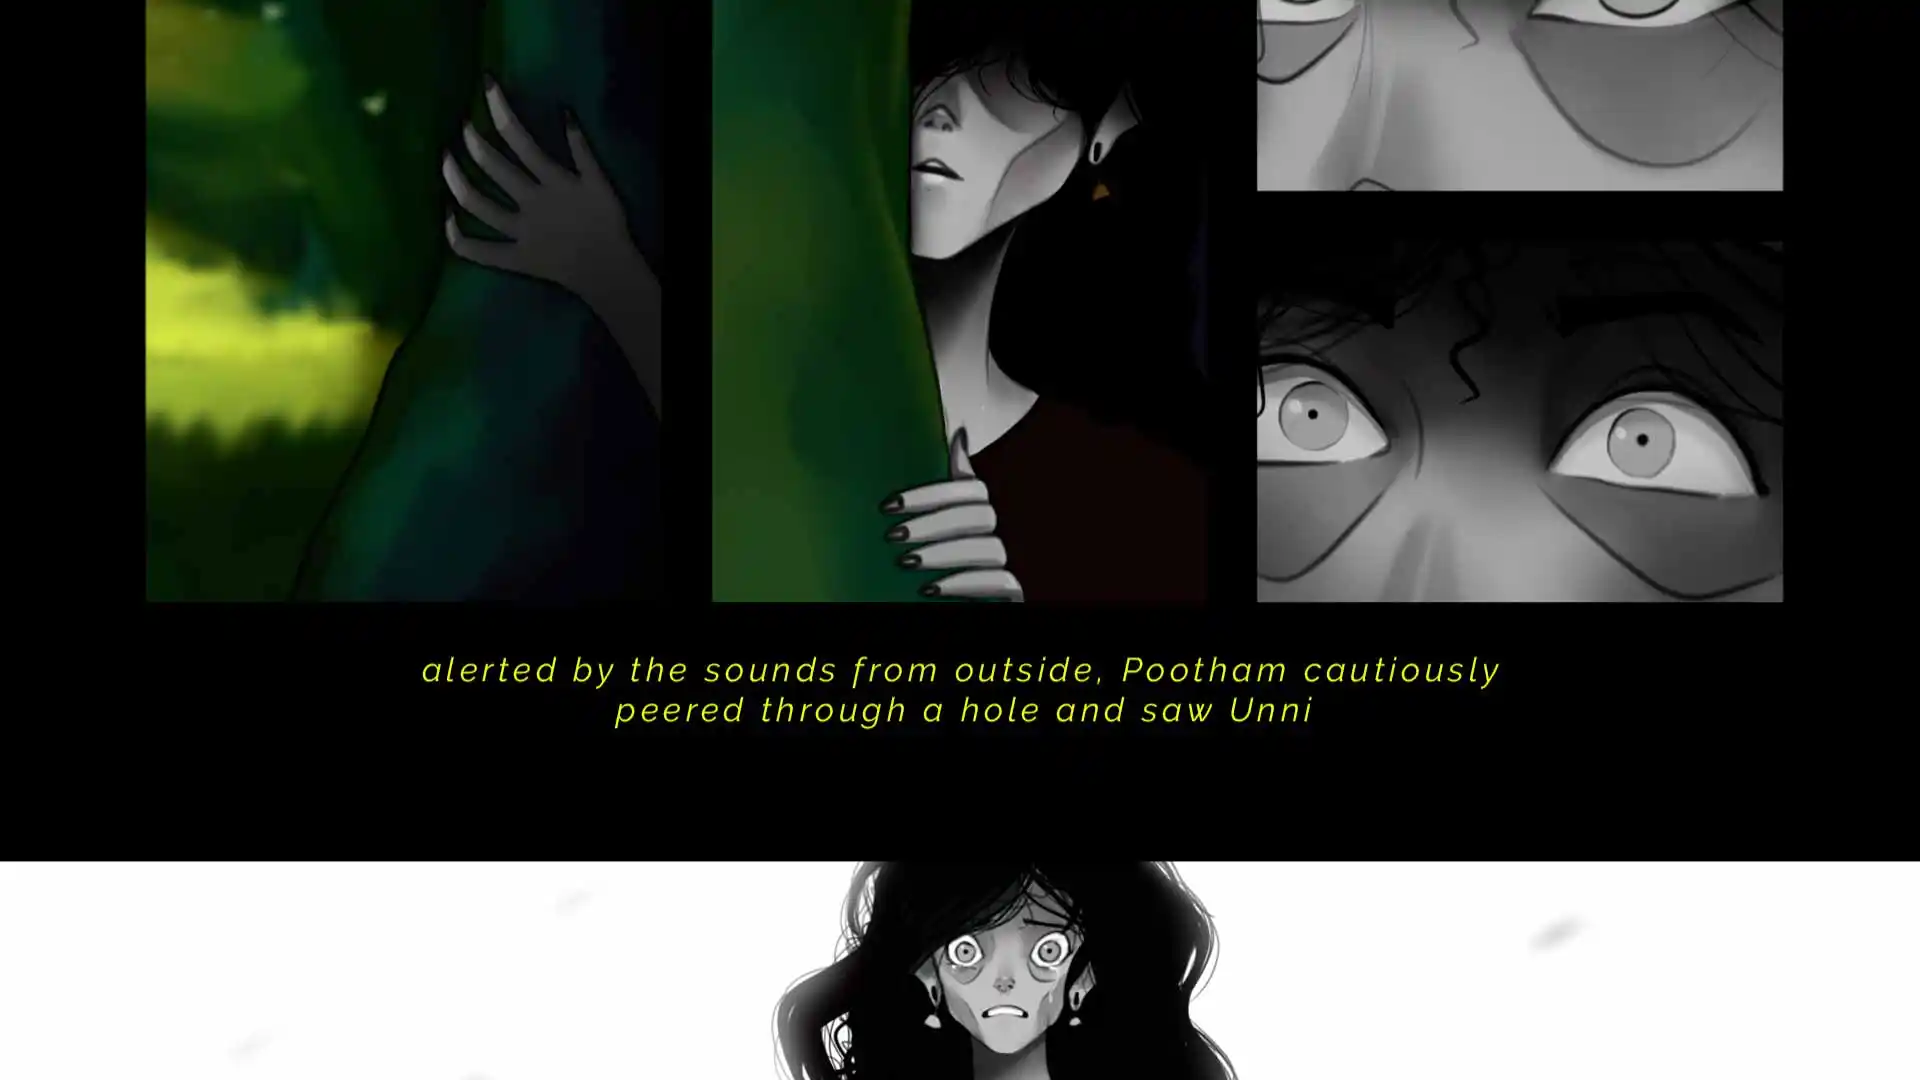 alerted by the sounds from outside, Pootham cautiously
peered through a hole and saw Unni